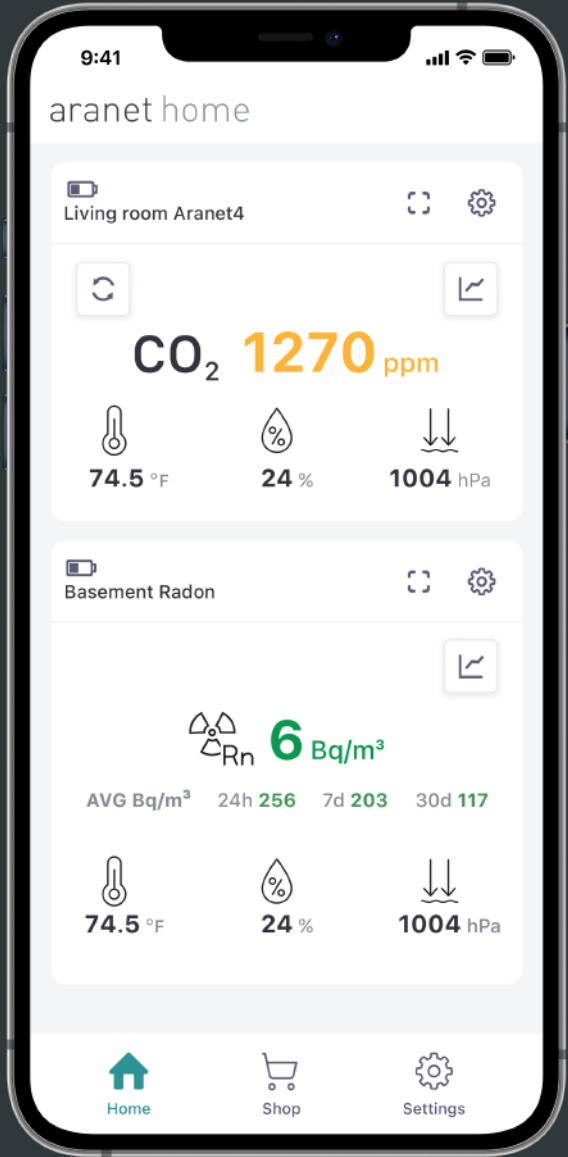 9:41
aranet home
Living room Aranet4
CO₂ 1270 ppm
%
74.5 °F 24 % 1004 hPa
Basement Radon
Rn 6 Bq/m³
AVG Bq/m³ 24h 256 7d 203 30d 117
%
74.5 °F 24 % 1004 hPa
Home Shop Settings